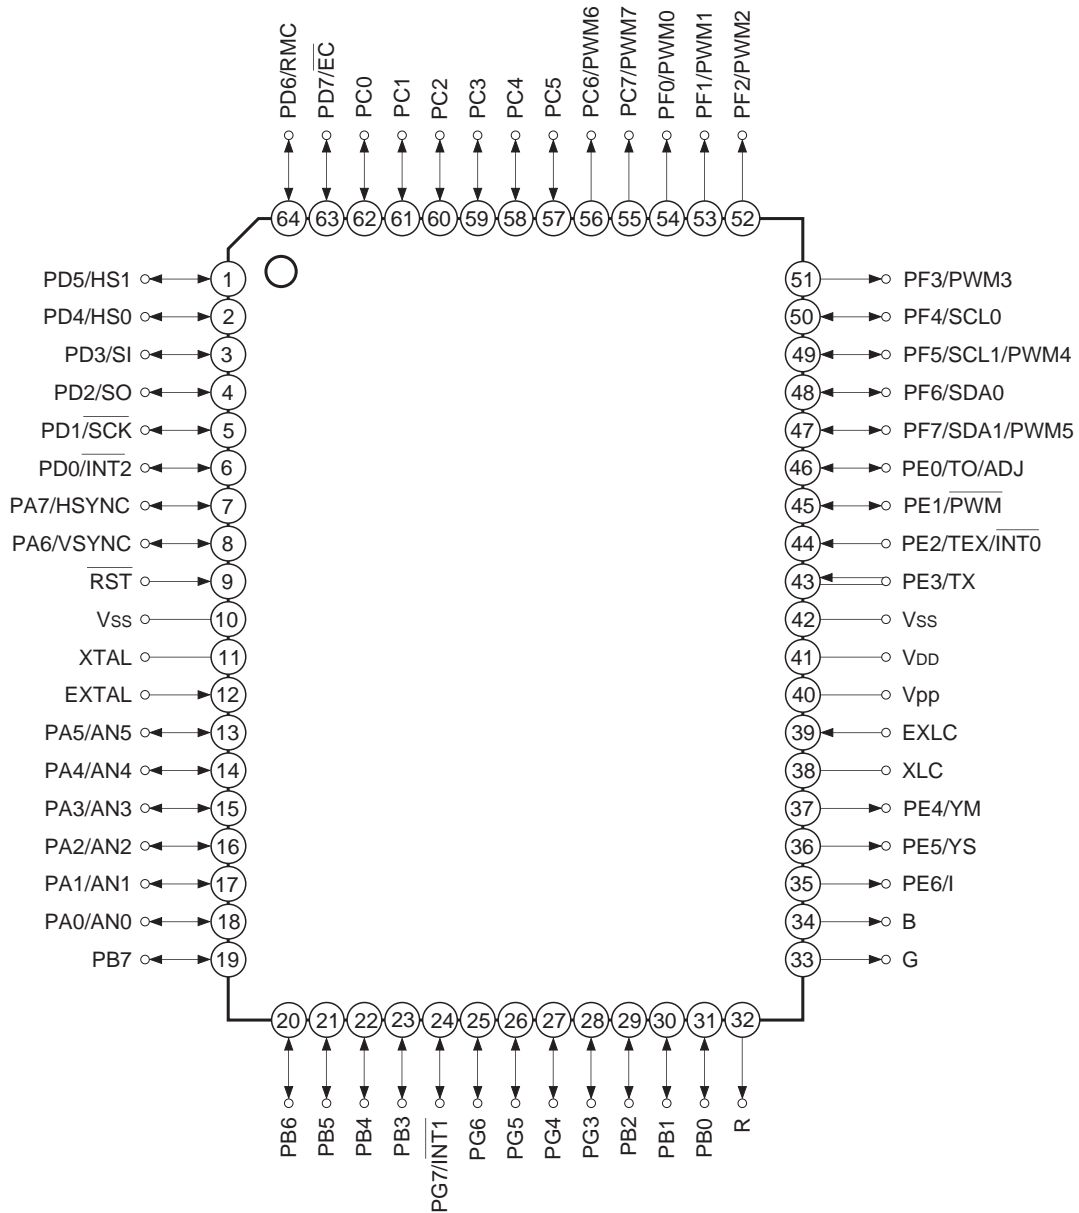 PD6/RMC
PD7/E̅C̅
PC0
PC1
PC2
PC3
PC4
PC5
PC6/PWM6
PC7/PWM7
PF0/PWM0
PF1/PWM1
PF2/PWM2
64 63 62 61 60 59 58 57 56 55 54 53 52
PD5/HS1 1
PD4/HS0 2
PD3/SI 3
PD2/SO 4
PD1/S̅C̅K̅ 5
PD0/I̅N̅T̅2̅ 6
PA7/HSYNC 7
PA6/VSYNC 8
R̅S̅T̅ 9
Vss 10
XTAL 11
EXTAL 12
PA5/AN5 13
PA4/AN4 14
PA3/AN3 15
PA2/AN2 16
PA1/AN1 17
PA0/AN0 18
PB7 19
51 PF3/PWM3
50 PF4/SCL0
49 PF5/SCL1/PWM4
48 PF6/SDA0
47 PF7/SDA1/PWM5
46 PE0/TO/ADJ
45 PE1/P̅W̅M̅
44 PE2/TEX/I̅N̅T̅0̅
43 PE3/TX
42 Vss
41 VDD
40 Vpp
39 EXLC
38 XLC
37 PE4/YM
36 PE5/YS
35 PE6/I
34 B
33 G
20 21 22 23 24 25 26 27 28 29 30 31 32
PB6
PB5
PB4
PB3
PG7/I̅N̅T̅1̅
PG6
PG5
PG4
PG3
PB2
PB1
PB0
R